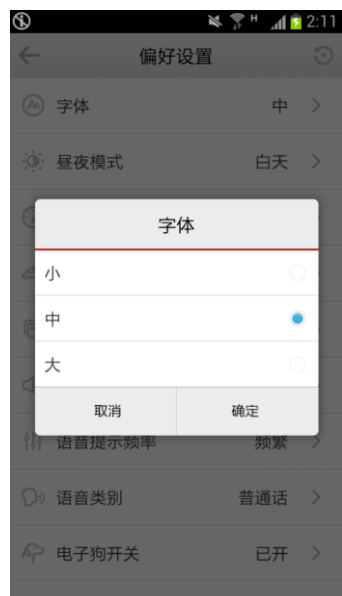 H 2:11
偏好设置
字体 中
昼夜模式 白天
字体
小
中
大
取消 确定
语音提示频率 频繁
语音类别 普通话
电子狗开关 已开